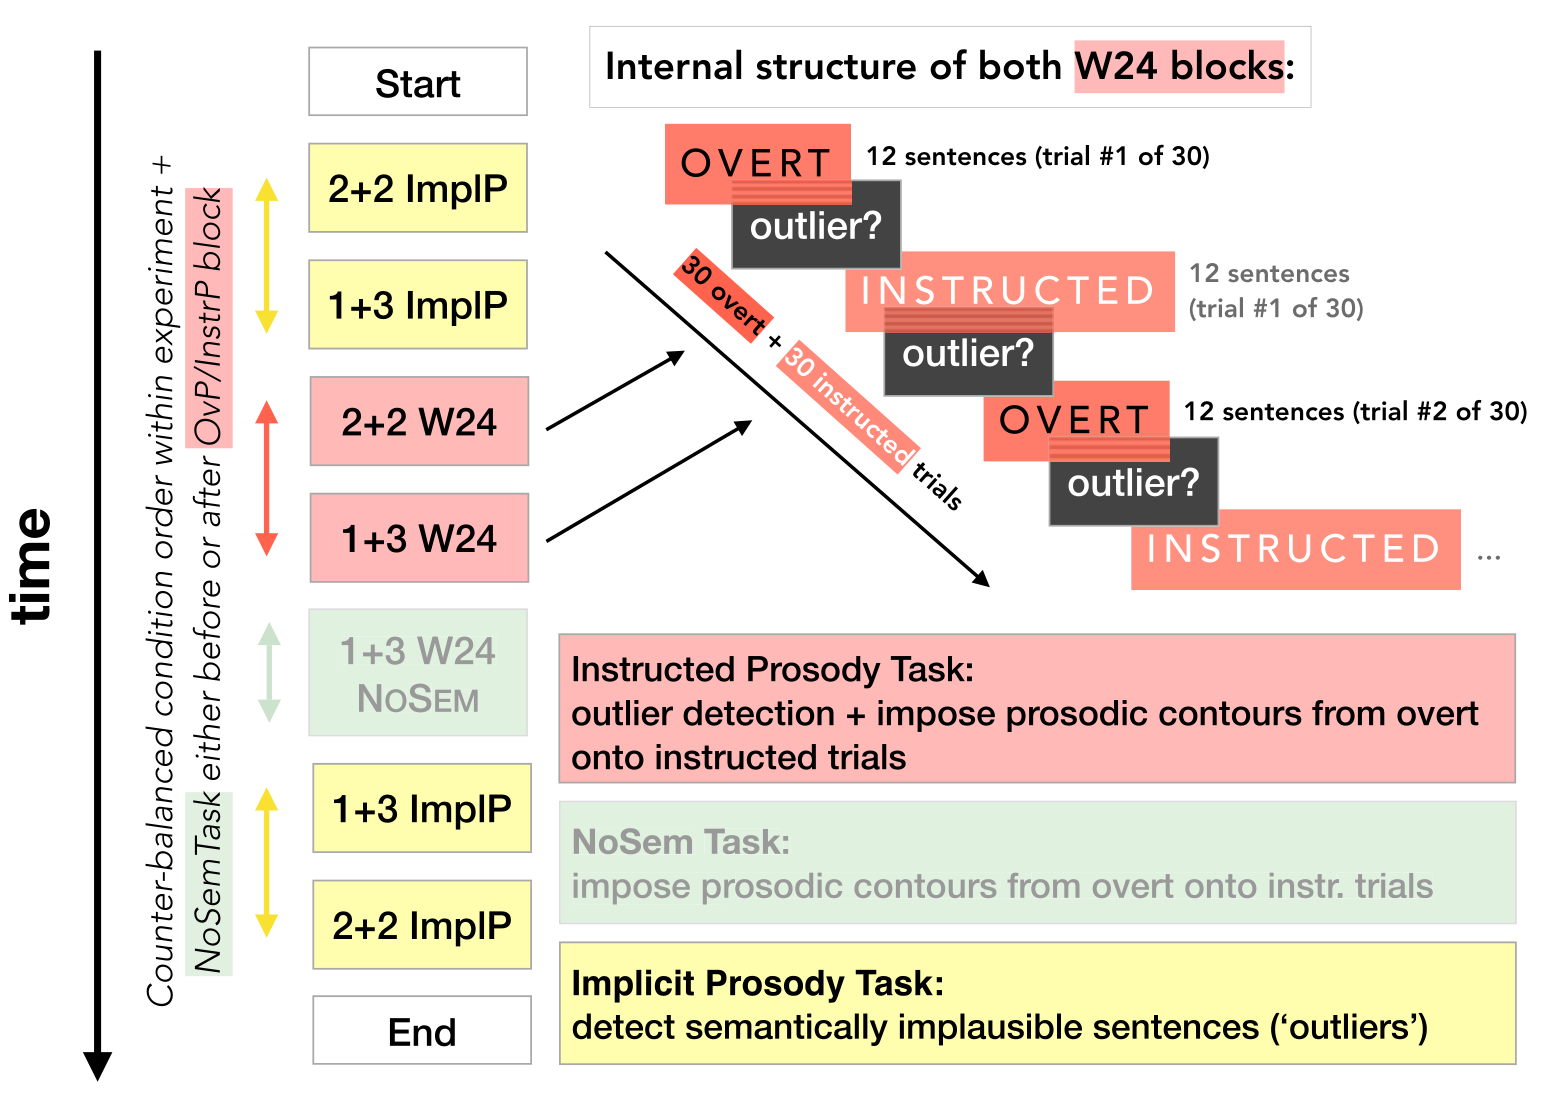 time
Counter-balanced condition order within experiment +
NoSemTask either before or after OvP/InstrP block
Start
2+2 ImplP
1+3 ImplP
2+2 W24
1+3 W24
1+3 W24
NOSEM
1+3 ImplP
2+2 ImplP
End
Internal structure of both W24 blocks:
OVERT
12 sentences (trial #1 of 30)
outlier?
INSTRUCTED
12 sentences
(trial #1 of 30)
outlier?
OVERT
12 sentences (trial #2 of 30)
outlier?
INSTRUCTED
...
30 overt + 30 instructed trials
Instructed Prosody Task:
outlier detection + impose prosodic contours from overt
onto instructed trials
NoSem Task:
impose prosodic contours from overt onto instr. trials
Implicit Prosody Task:
detect semantically implausible sentences (‘outliers’)